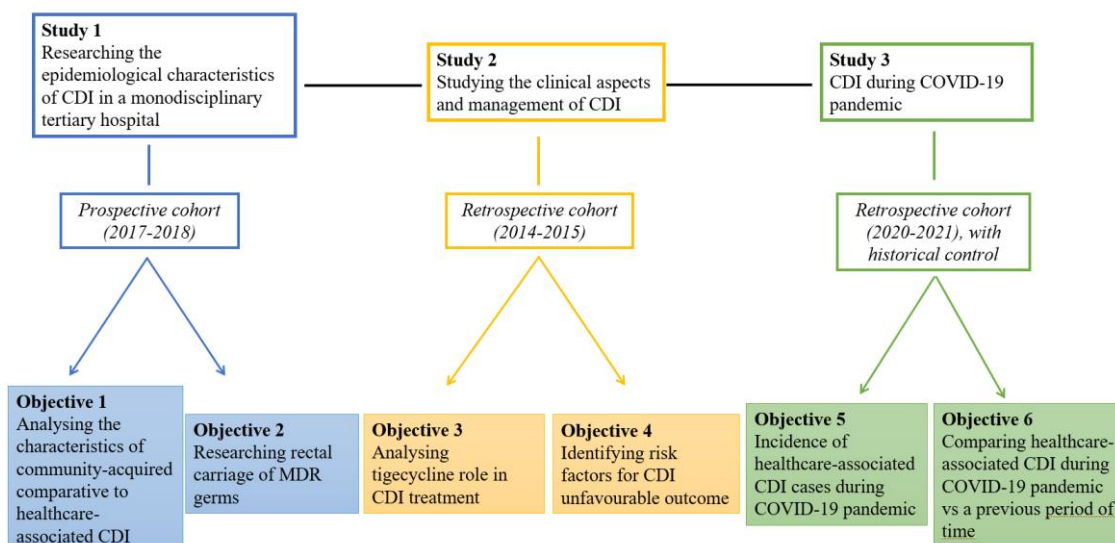 Study 1
Researching the
epidemiological characteristics
of CDI in a monodisciplinary
tertiary hospital
Study 2
Studying the clinical aspects
and management of CDI
Study 3
CDI during COVID-19
pandemic
Prospective cohort
(2017-2018)
Retrospective cohort
(2014-2015)
Retrospective cohort
(2020-2021), with
historical control
Objective 1
Analysing the
characteristics of
community-acquired
comparative to
healthcare-
associated CDI
Objective 2
Researching rectal
carriage of MDR
germs
Objective 3
Analysing
tigecycline role in
CDI treatment
Objective 4
Identifying risk
factors for CDI
unfavourable outcome
Objective 5
Incidence of
healthcare-associated
CDI cases during
COVID-19 pandemic
Objective 6
Comparing healthcare-
associated CDI during
COVID-19 pandemic
vs a previous period of
time